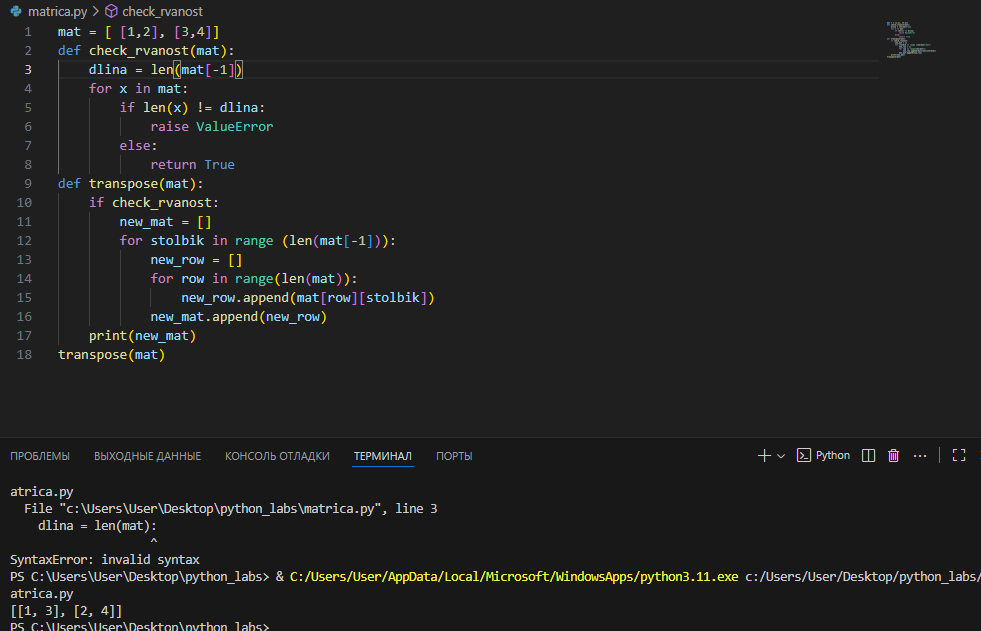 matrica.py > check_rvanost
1 mat = [ [1,2], [3,4]]
2 def check_rvanost(mat):
3 dlina = len(mat[-1])
4 for x in mat:
5 if len(x) != dlina:
6 raise ValueError
7 else:
8 return True
9 def transpose(mat):
10 if check_rvanost:
11 new_mat = []
12 for stolbik in range (len(mat[-1])):
13 new_row = []
14 for row in range(len(mat)):
15 new_row.append(mat[row][stolbik])
16 new_mat.append(new_row)
17 print(new_mat)
18 transpose(mat)
ПРОБЛЕМЫ ВЫХОДНЫЕ ДАННЫЕ КОНСОЛЬ ОТЛАДКИ ТЕРМИНАЛ ПОРТЫ Python
atrica.py
File "c:\Users\User\Desktop\python_labs\matrica.py", line 3
dlina = len(mat):
^
SyntaxError: invalid syntax
PS C:\Users\User\Desktop\python_labs> & C:/Users/User/AppData/Local/Microsoft/WindowsApps/python3.11.exe c:/Users/User/Desktop/python_labs/
atrica.py
[[1, 3], [2, 4]]
PS C:\Users\User\Desktop\python_labs>